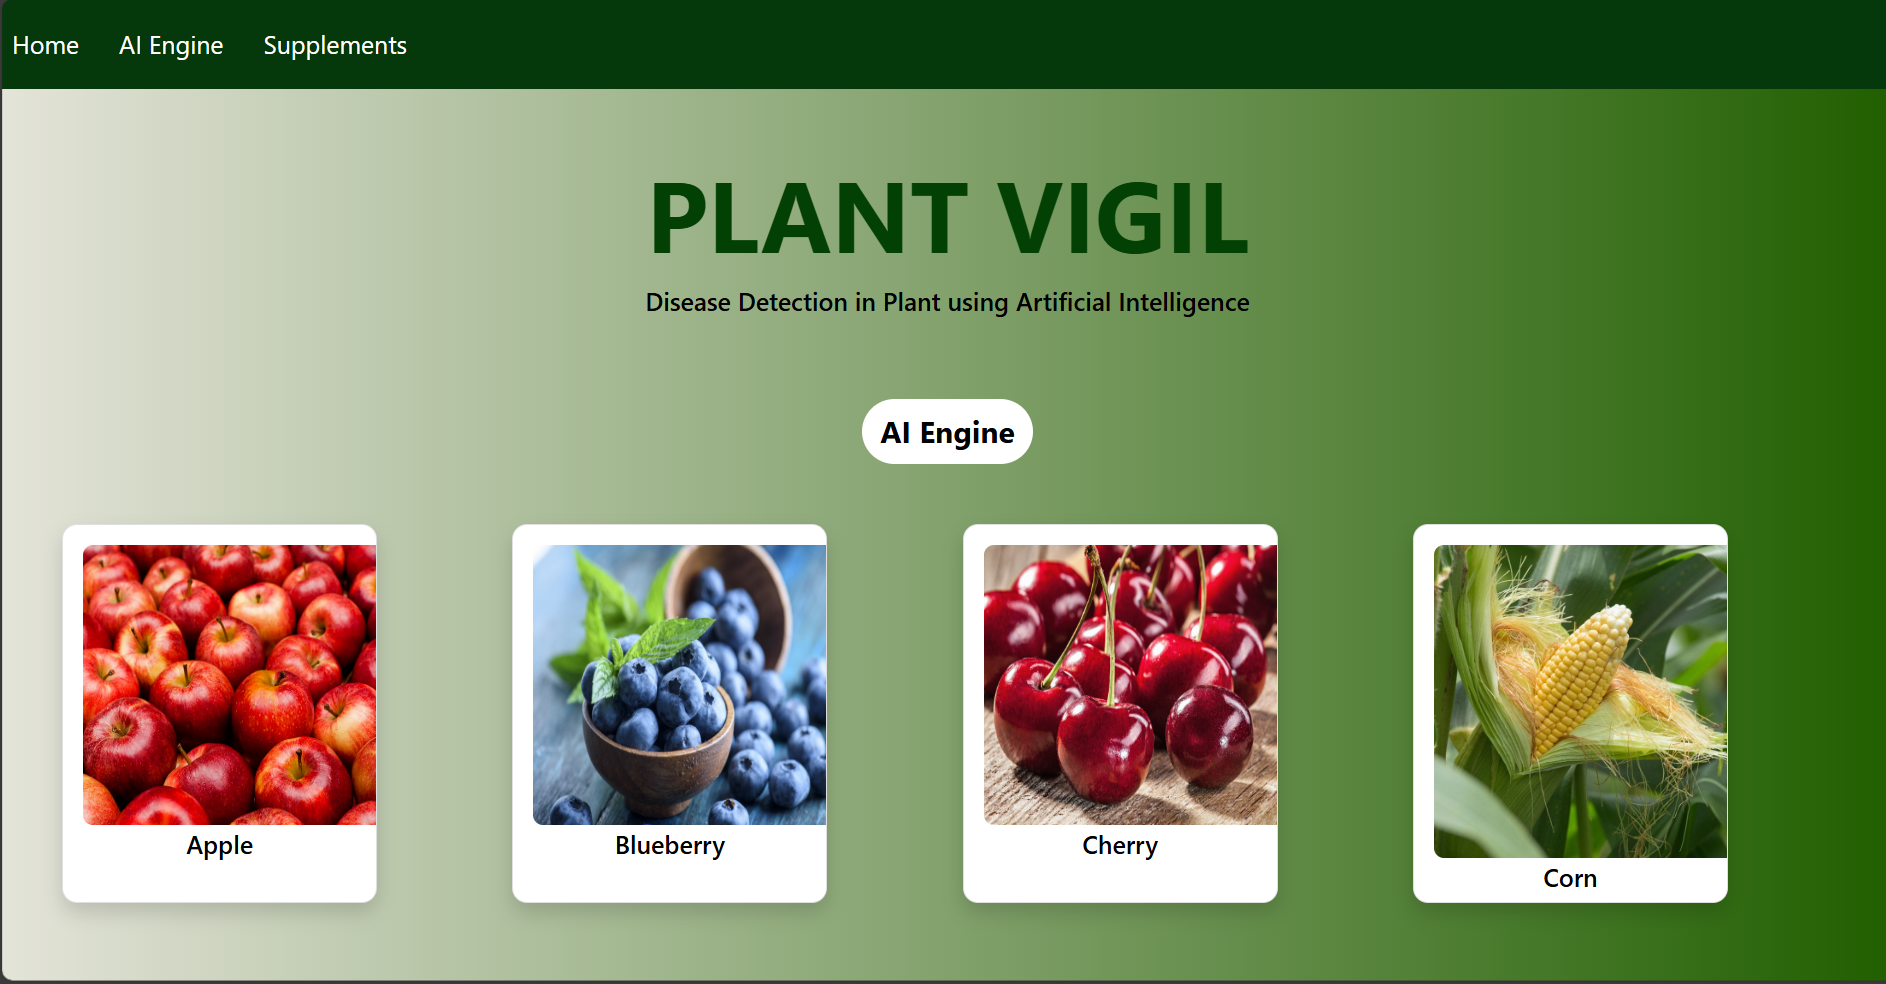 Home AI Engine Supplements
PLANT VIGIL
Disease Detection in Plant using Artificial Intelligence
AI Engine
Apple
Blueberry
Cherry
Corn